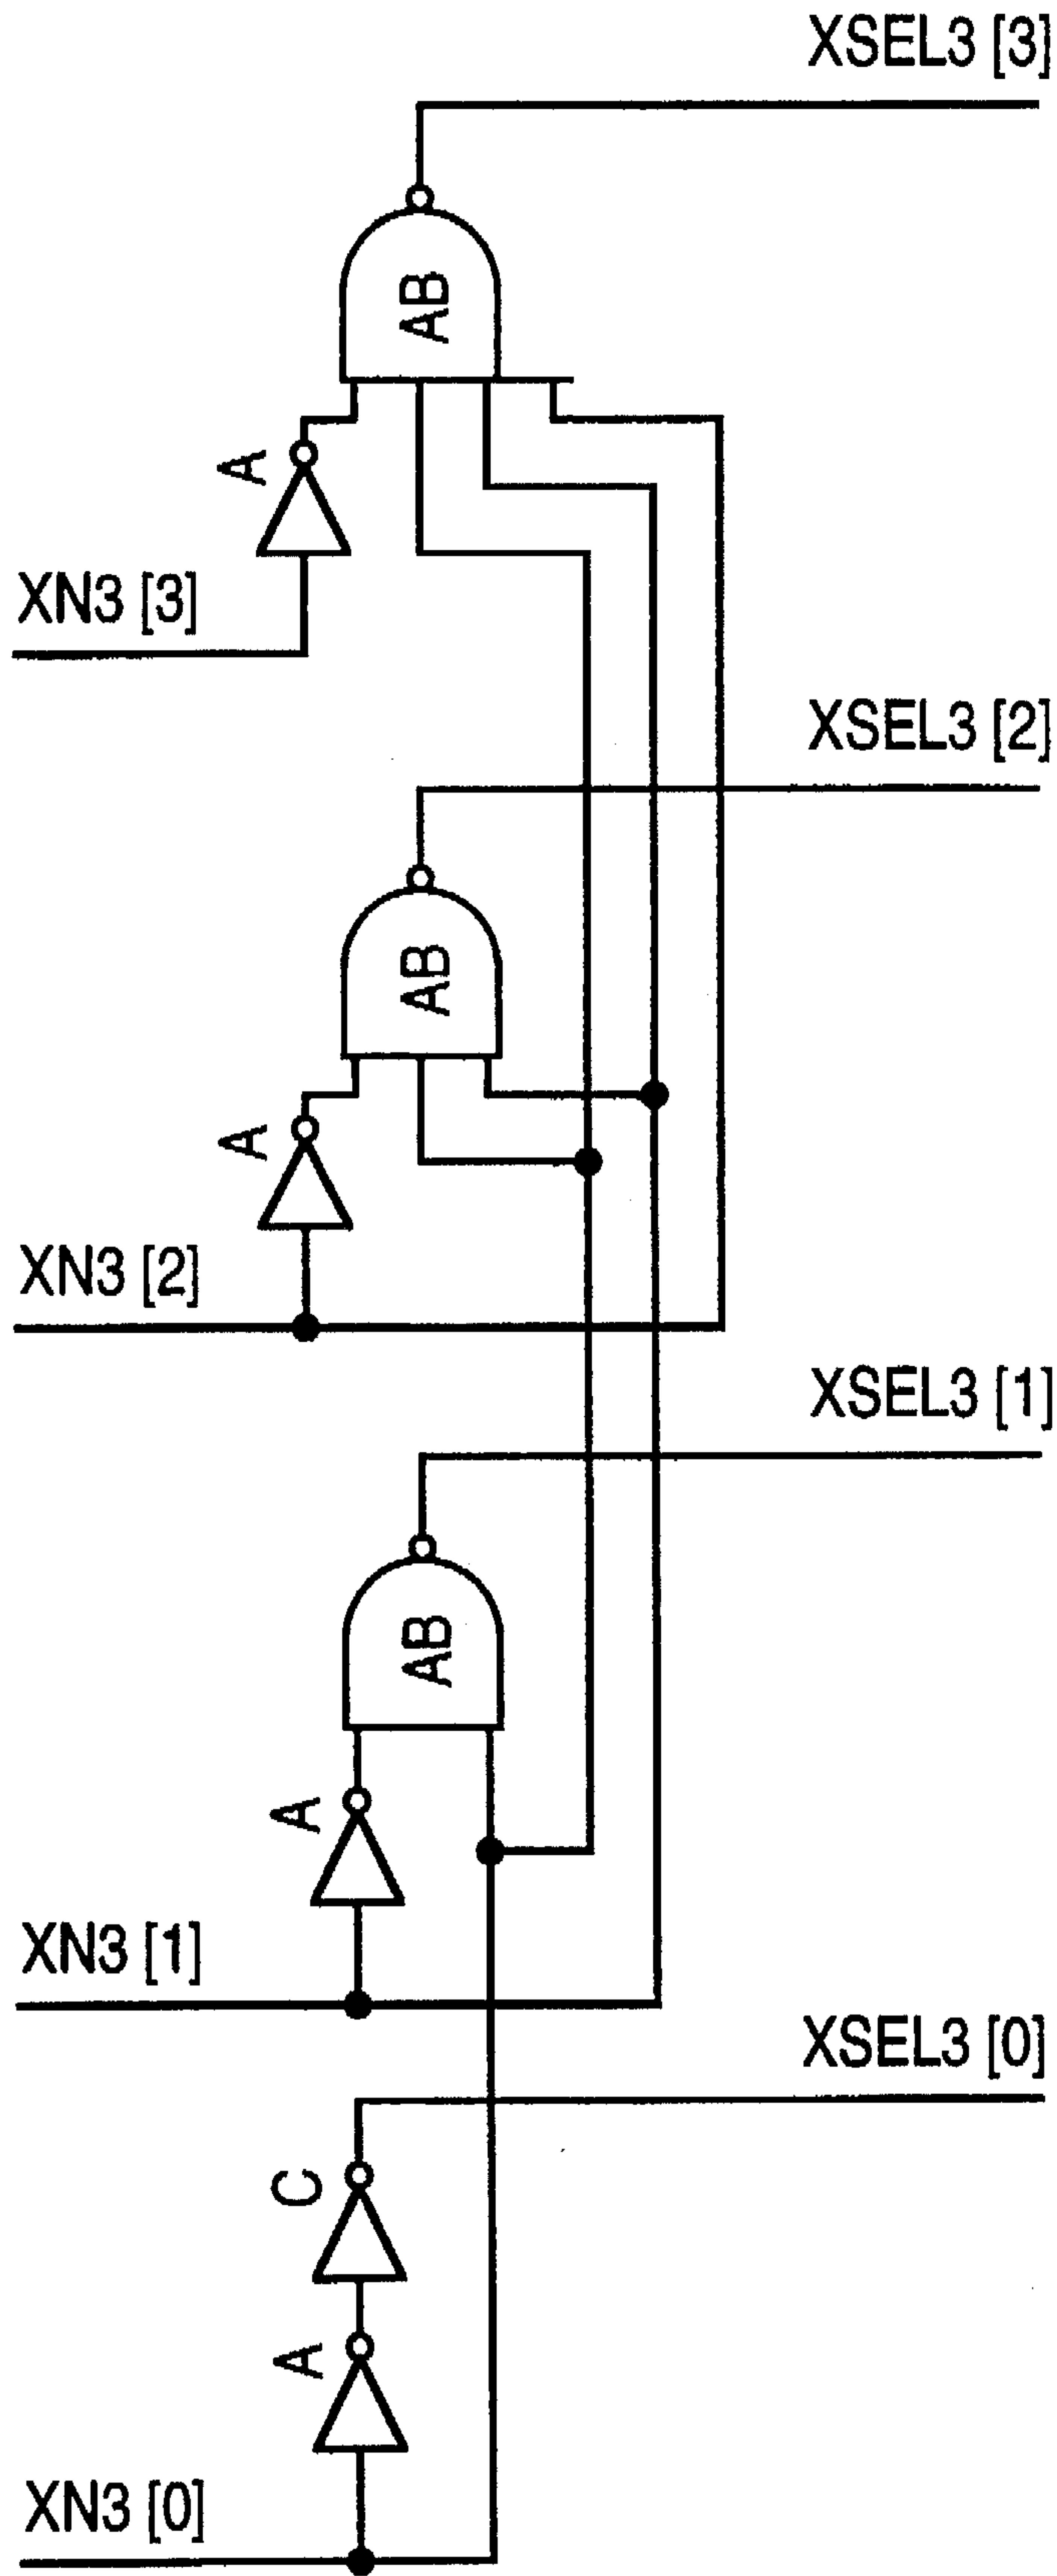 XSEL3 [3]
AB
A
XN3 [3]
XSEL3 [2]
AB
A
XN3 [2]
XSEL3 [1]
AB
A
XN3 [1]
XSEL3 [0]
C
A
XN3 [0]